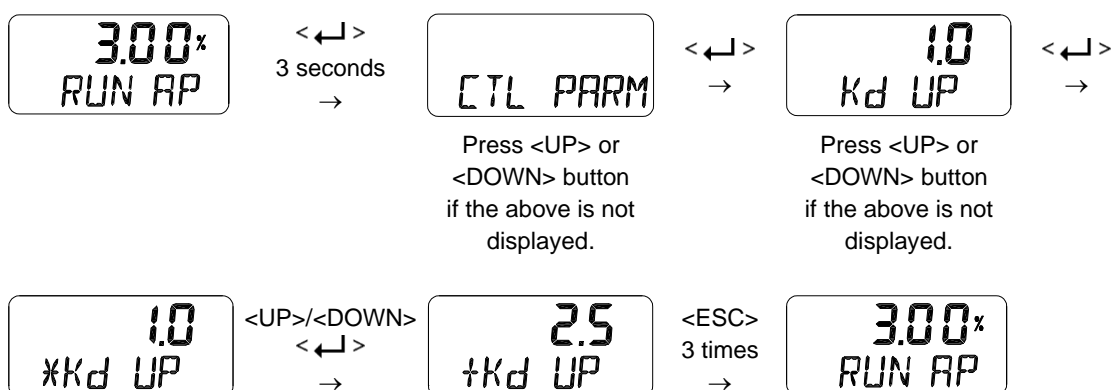 3.00%
RUN AP
< ↵ >
3 seconds
→
CTL PARM
Press <UP> or
<DOWN> button
if the above is not
displayed.
< ↵ >
→
1.0
Kd UP
Press <UP> or
<DOWN> button
if the above is not
displayed.
< ↵ >
→
1.0
*Kd UP
<UP>/<DOWN>
< ↵ >
→
2.5
+Kd UP
<ESC>
3 times
→
3.00%
RUN AP